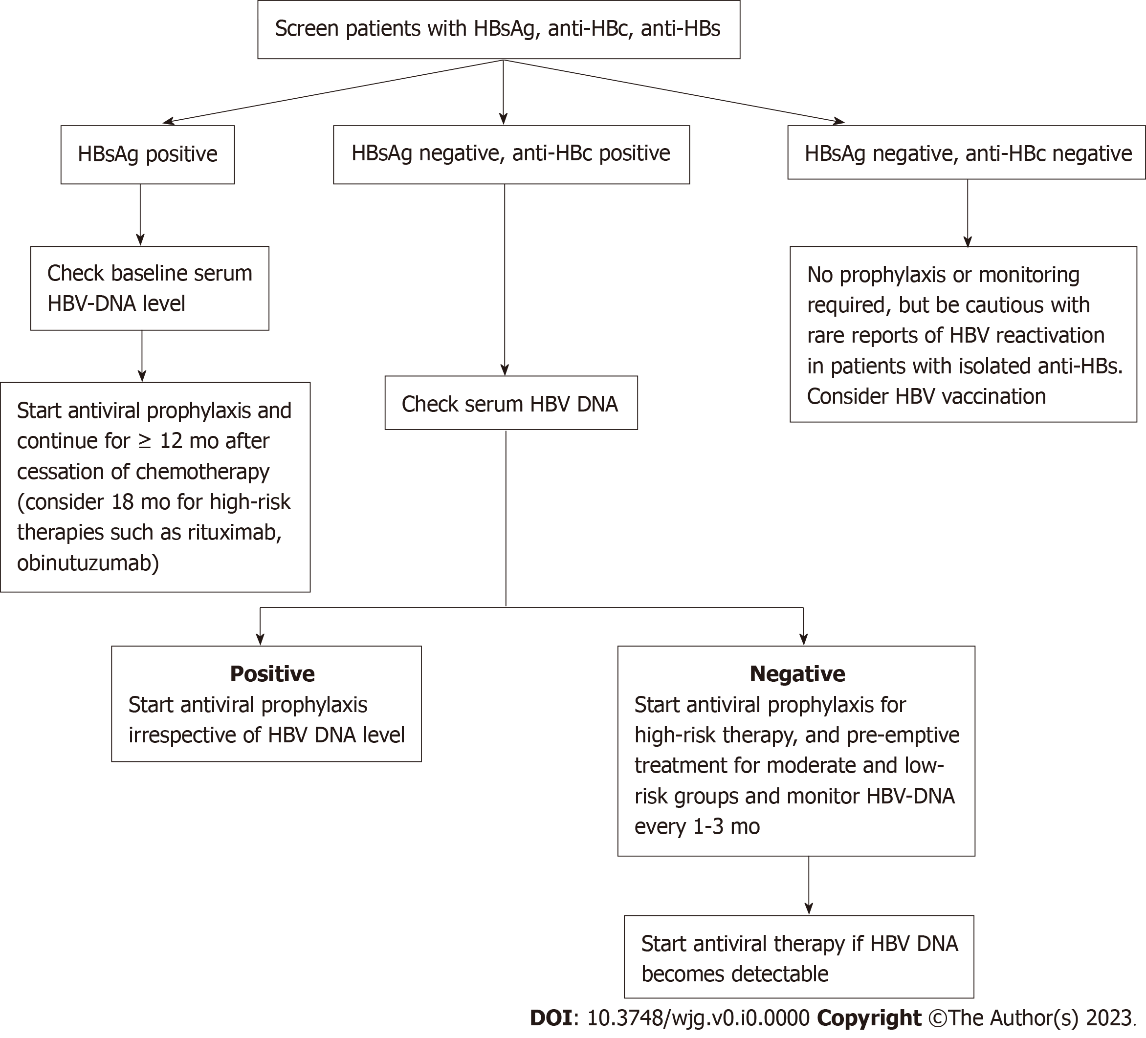 Screen patients with HBsAg, anti-HBc, anti-HBs
HBsAg positive
HBsAg negative, anti-HBc positive
HBsAg negative, anti-HBc negative
Check baseline serum
HBV-DNA level
No prophylaxis or monitoring
required, but be cautious with
rare reports of HBV reactivation
in patients with isolated anti-HBs.
Consider HBV vaccination
Start antiviral prophylaxis and
continue for ≥ 12 mo after
cessation of chemotherapy
(consider 18 mo for high-risk
therapies such as rituximab,
obinutuzumab)
Check serum HBV DNA
Positive
Start antiviral prophylaxis
irrespective of HBV DNA level
Negative
Start antiviral prophylaxis for
high-risk therapy, and pre-emptive
treatment for moderate and low-
risk groups and monitor HBV-DNA
every 1-3 mo
Start antiviral therapy if HBV DNA
becomes detectable
DOI: 10.3748/wjg.v0.i0.0000 Copyright ©The Author(s) 2023.